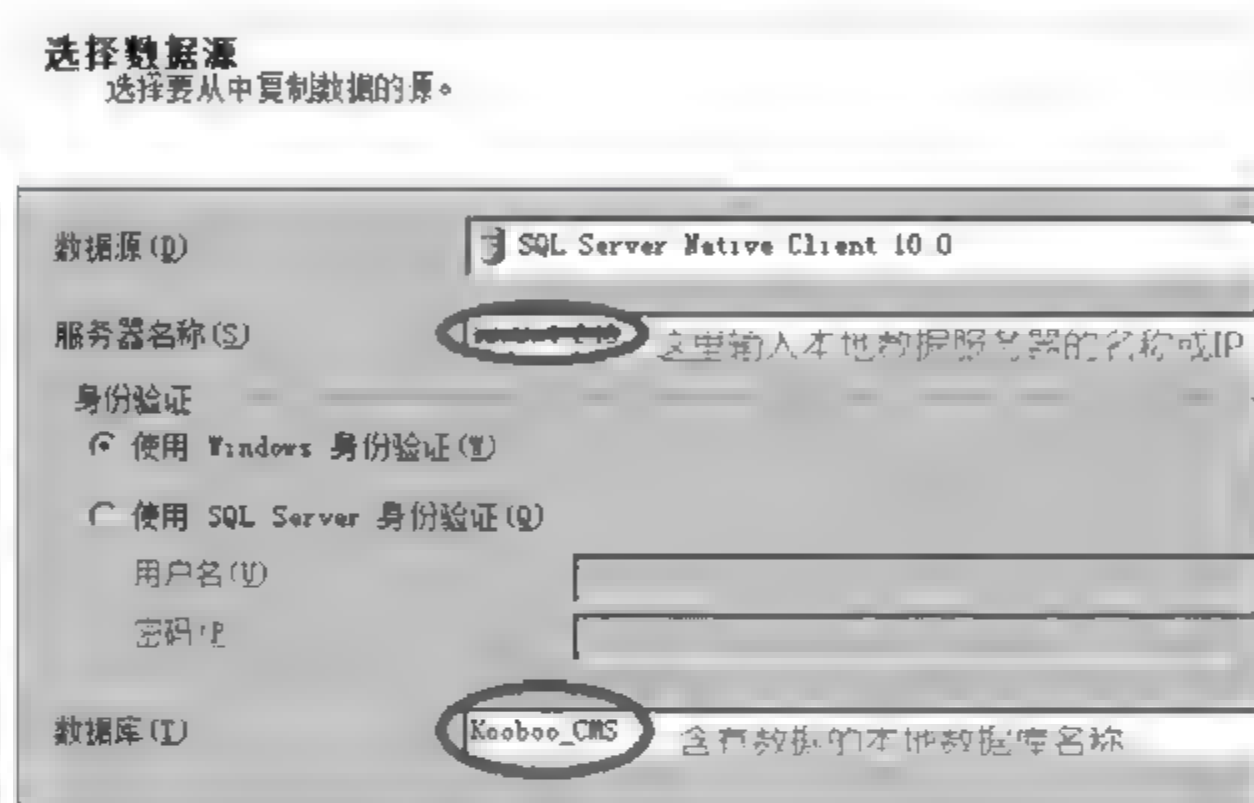 选择数据源
选择要从中复制数据的源。
数据源(D) SQL Server Native Client 10.0
服务器名称(S) 这里输入本地数据服务器的名称或IP
身份验证
使用 Windows 身份验证(W)
使用 SQL Server 身份验证(Q)
用户名(U)
密码(P
数据库(T) Kooboo_CMS 含有数据的本地数据库名称